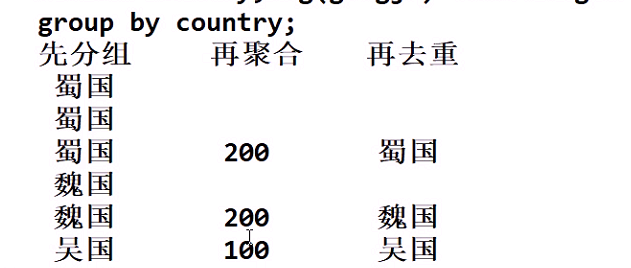 group by country;
先分组 再聚合 再去重
蜀国
蜀国
蜀国 200 蜀国
魏国
魏国 200 魏国
吴国 100 吴国